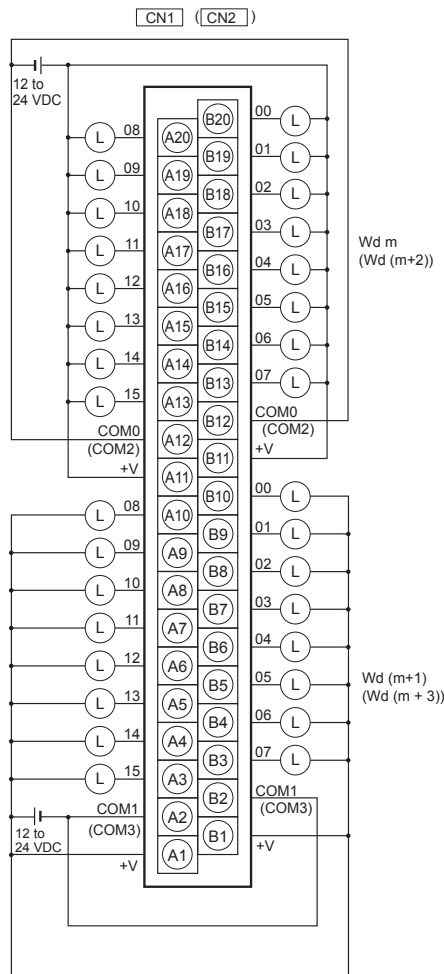 CN1 (CN2)
12 to
24 VDC
08 L A20 B20 00 L
09 L A19 B19 01 L
10 L A18 B18 02 L
11 L A17 B17 03 L
12 L A16 B16 04 L
13 L A15 B15 05 L
14 L A14 B14 06 L
15 L A13 B13 07 L
Wd m
(Wd (m+2))
COM0
(COM2)
A12 B12
COM0
(COM2)
+V A11 B11 +V
08 L A10 B10 00 L
09 L A9 B9 01 L
10 L A8 B8 02 L
11 L A7 B7 03 L
12 L A6 B6 04 L
13 L A5 B5 05 L
14 L A4 B4 06 L
15 L A3 B3 07 L
Wd (m+1)
(Wd (m + 3))
COM1
(COM3)
A2 B2
COM1
(COM3)
12 to
24 VDC
+V A1 B1 +V